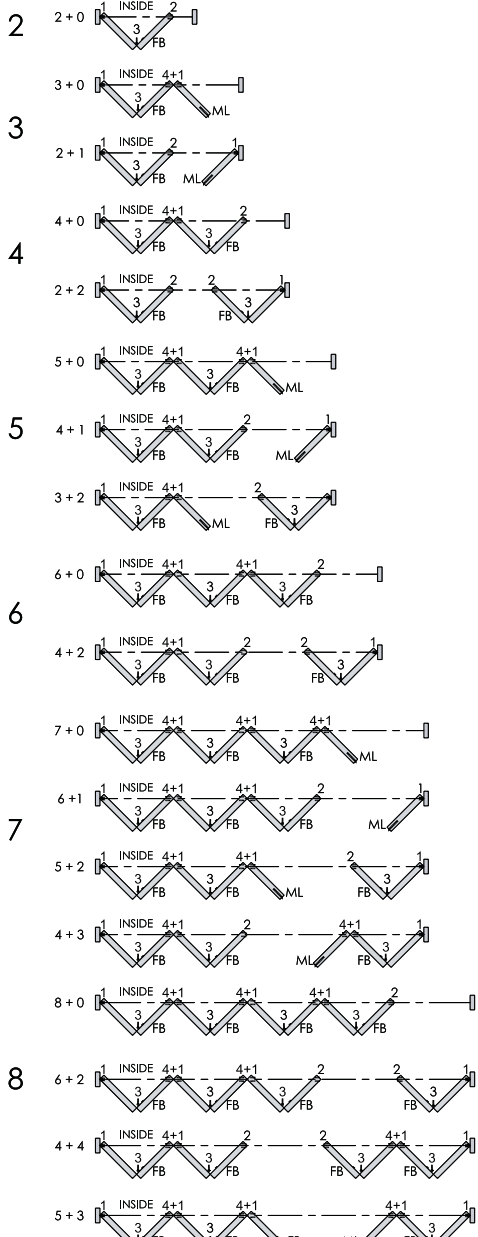 2
2 + 0 1 INSIDE 2
3 FB
3 + 0 1 INSIDE 4+1
3 FB ML
3
2 + 1 1 INSIDE 2 1
3 FB ML
4 + 0 1 INSIDE 4+1 2
3 FB 3 FB
4
2 + 2 1 INSIDE 2 2 1
3 FB FB 3
5 + 0 1 INSIDE 4+1 4+1
3 FB 3 FB ML
5
4 + 1 1 INSIDE 4+1 2 1
3 FB 3 FB ML
3 + 2 1 INSIDE 4+1 2 1
3 FB ML FB 3
6 + 0 1 INSIDE 4+1 4+1 2
3 FB 3 FB 3 FB
6
4 + 2 1 INSIDE 4+1 2 2 1
3 FB 3 FB FB 3
7 + 0 1 INSIDE 4+1 4+1 4+1
3 FB 3 FB 3 FB ML
6 +1 1 INSIDE 4+1 4+1 2 1
3 FB 3 FB 3 FB ML
7
5 + 2 1 INSIDE 4+1 4+1 2 1
3 FB 3 FB ML FB 3
4 + 3 1 INSIDE 4+1 2 4+1 1
3 FB 3 FB ML FB 3
8 + 0 1 INSIDE 4+1 4+1 4+1 2
3 FB 3 FB 3 FB 3 FB
8
6 + 2 1 INSIDE 4+1 4+1 2 2 1
3 FB 3 FB 3 FB FB 3
4 + 4 1 INSIDE 4+1 2 2 4+1 1
3 FB 3 FB FB 3 FB 3
5 + 3 1 INSIDE 4+1 4+1 4+1 1
3 FB 3 FB FB 3